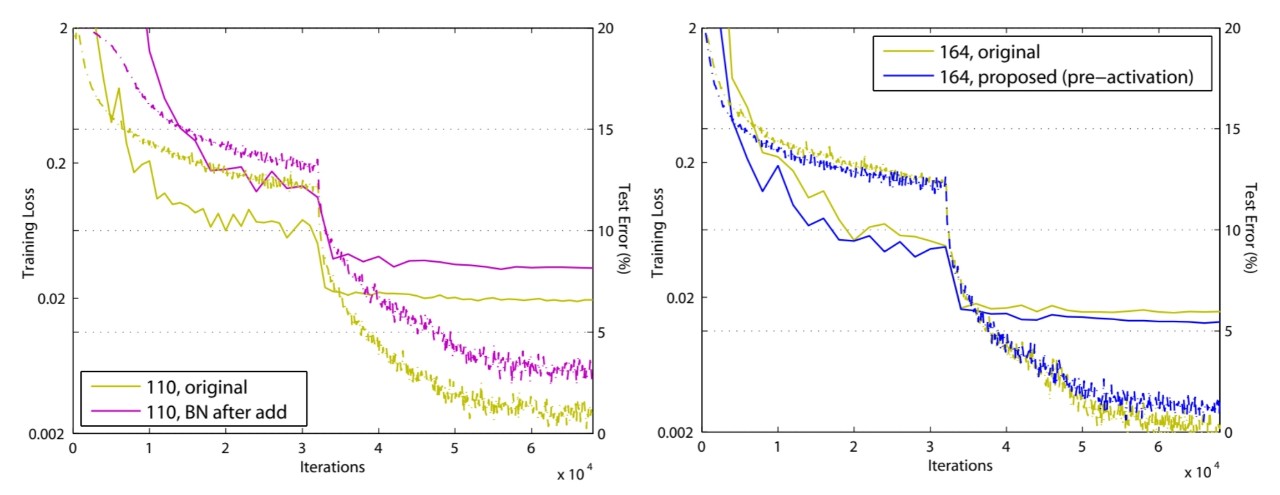 2
0.2
0.02
0.002
Training Loss
20
15
10
5
0
Test Error (%)
110, original
110, BN after add
0 1 2 3 4 5 6
Iterations
x 10 4
2
0.2
0.02
0.002
Training Loss
20
15
10
5
0
Test Error (%)
164, original
164, proposed (pre−activation)
0 1 2 3 4 5 6
Iterations
x 10 4